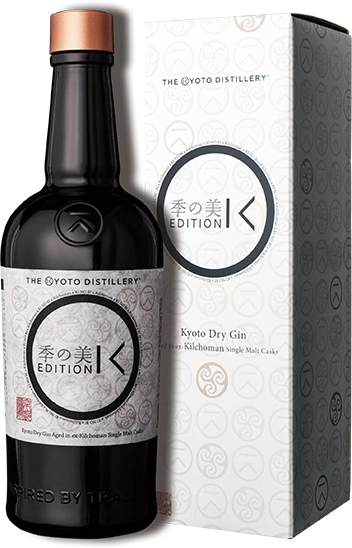 THE KYOTO DISTILLERY
季の美
EDITION K
Kyoto Dry Gin Aged in ex-Kilchoman Single Malt Casks
INSPIRED BY TRA
THE KYOTO DISTILLERY
季の美
EDITION K
Kyoto Dry Gin
ex-Kilchoman Single Malt Casks